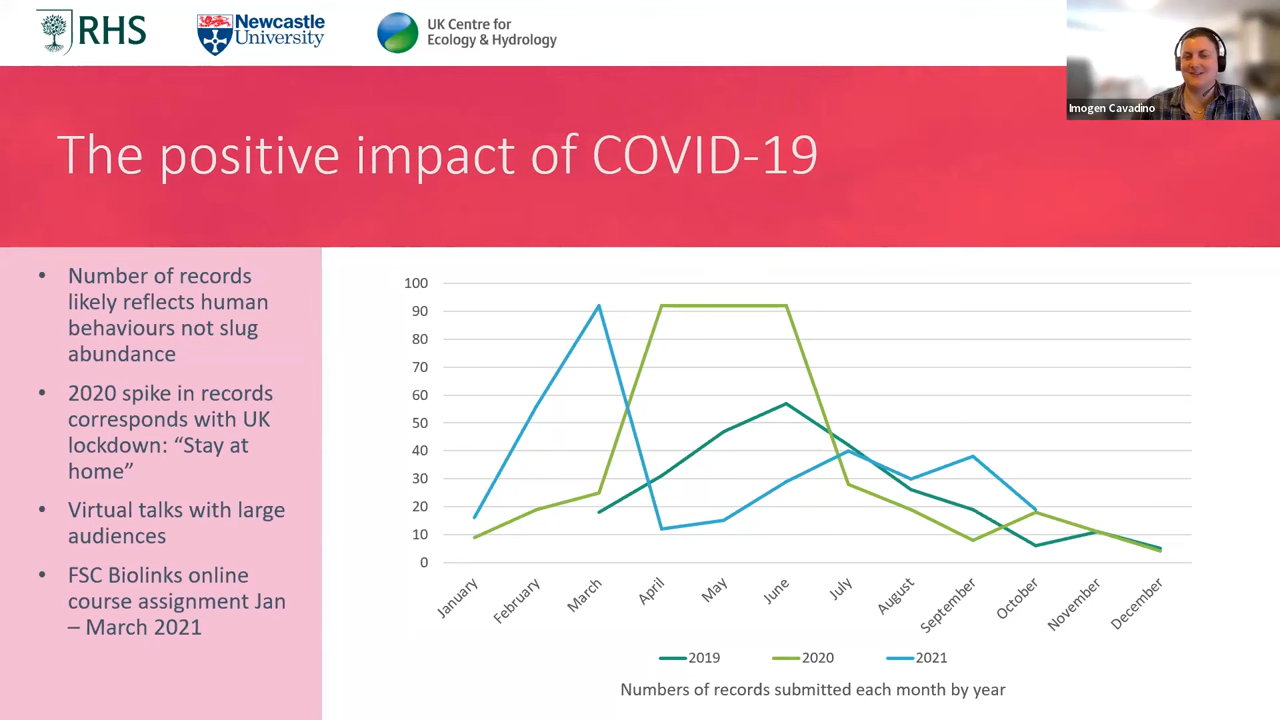 RHS
Newcastle
University
UK Centre for
Ecology & Hydrology
Imogen Cavadino
The positive impact of COVID-19
• Number of records
likely reflects human
behaviours not slug
abundance
• 2020 spike in records
corresponds with UK
lockdown: “Stay at
home”
• Virtual talks with large
audiences
• FSC Biolinks online
course assignment Jan
– March 2021
100
90
80
70
60
50
40
30
20
10
0
January
February
March
April
May
June
July
August
September
October
November
December
2019 2020 2021
Numbers of records submitted each month by year